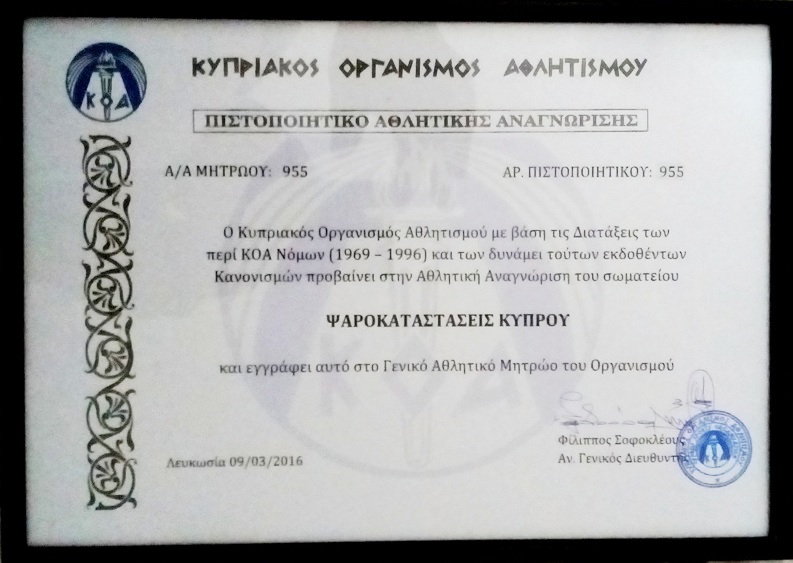 ΚΥΠΡΙΑΚΟΣ ΟΡΓΑΝΙΣΜΟΣ ΑΘΛΗΤΙΣΜΟΥ
ΚΟΑ
ΠΙΣΤΟΠΟΙΗΤΙΚΟ ΑΘΛΗΤΙΚΗΣ ΑΝΑΓΝΩΡΙΣΗΣ
Α/Α ΜΗΤΡΩΟΥ: 955 ΑΡ. ΠΙΣΤΟΠΟΙΗΤΙΚΟΥ: 955
Ο Κυπριακός Οργανισμός Αθλητισμού με βάση τις Διατάξεις των
περί ΚΟΑ Νόμων (1969 – 1996) και των δυνάμει τούτων εκδοθέντων
Κανονισμών προβαίνει στην Αθλητική Αναγνώριση του σωματείου
ΨΑΡΟΚΑΤΑΣΤΑΣΕΙΣ ΚΥΠΡΟΥ
ΚΟΑ
και εγγράφει αυτό στο Γενικό Αθλητικό Μητρώο του Οργανισμού
Φίλιππος Σοφοκλέους
Λευκωσία 09/03/2016 Αν. Γενικός Διευθυντής